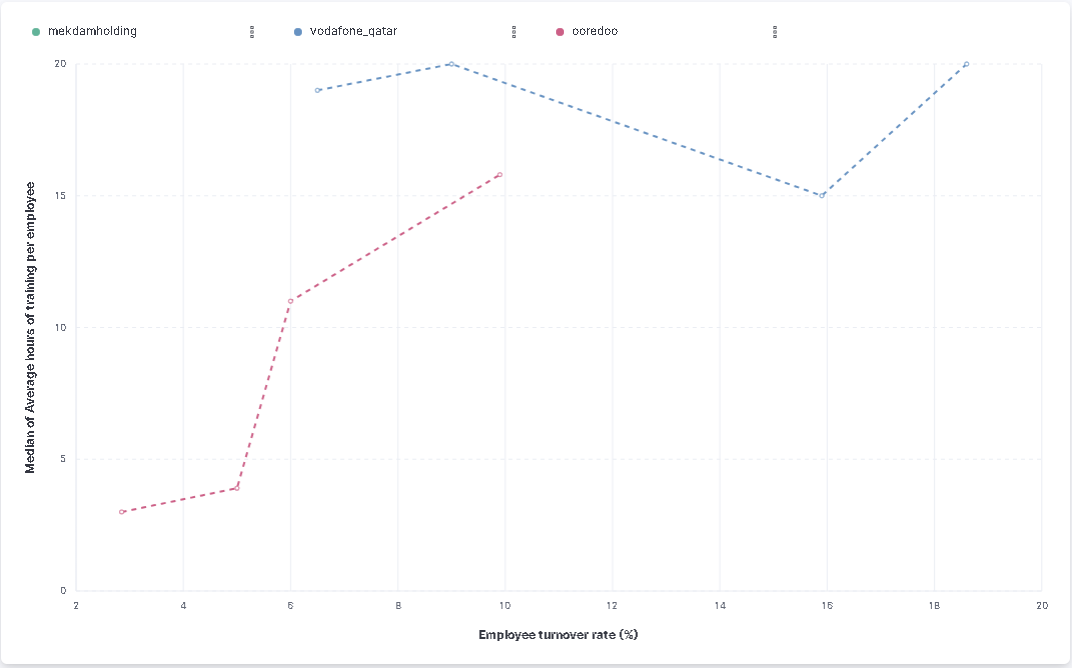 mekdamholding
vodafone_qatar
ooredoo
20
15
10
5
0
Median of Average hours of training per employee
2 4 6 8 10 12 14 16 18 20
Employee turnover rate (%)